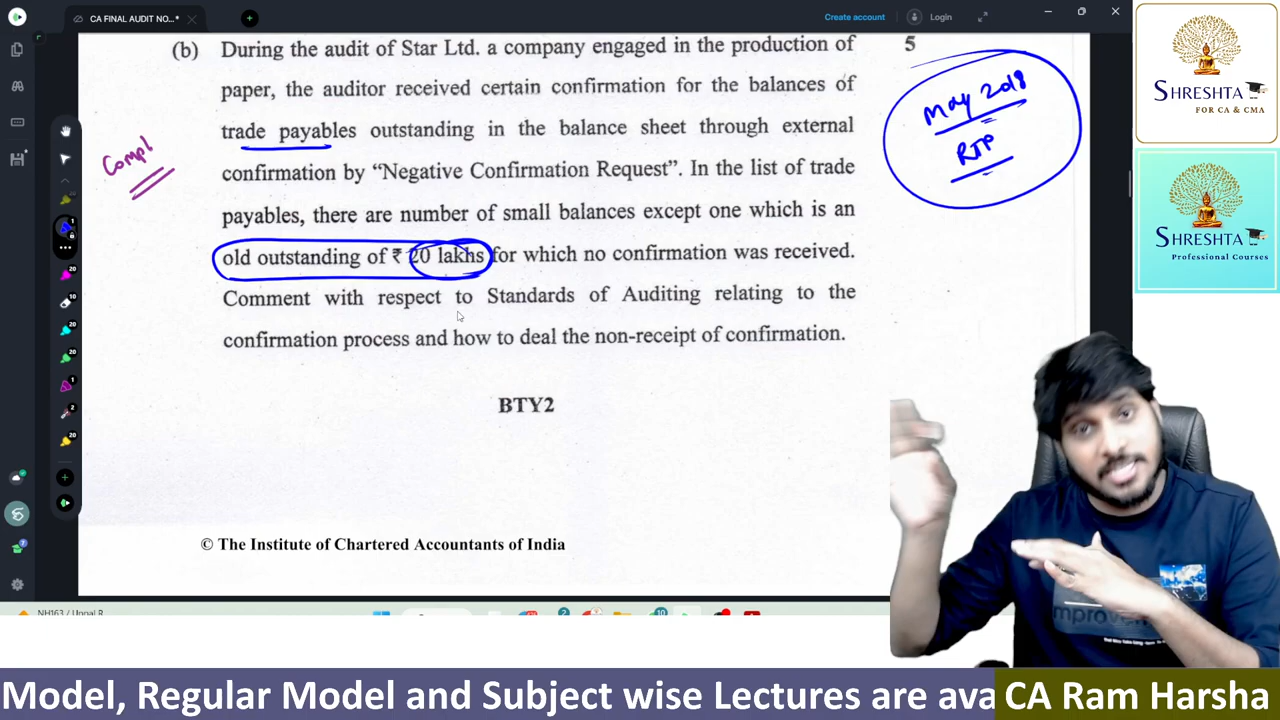 CA FINAL AUDIT NO...*
Create account
Login
(b) During the audit of Star Ltd. a company engaged in the production of 5
paper, the auditor received certain confirmation for the balances of
trade payables outstanding in the balance sheet through external
confirmation by “Negative Confirmation Request”. In the list of trade
payables, there are number of small balances except one which is an
old outstanding of ₹ 20 lakhs for which no confirmation was received.
Comment with respect to Standards of Auditing relating to the
confirmation process and how to deal the non-receipt of confirmation.
Compl
May 2018
RTP
BTY2
© The Institute of Chartered Accountants of India
SHRESHTA
FOR CA & CMA
SHRESHTA
Professional Courses
NH163 / Uppal R
improve
Model, Regular Model and Subject wise Lectures are ava
CA Ram Harsha